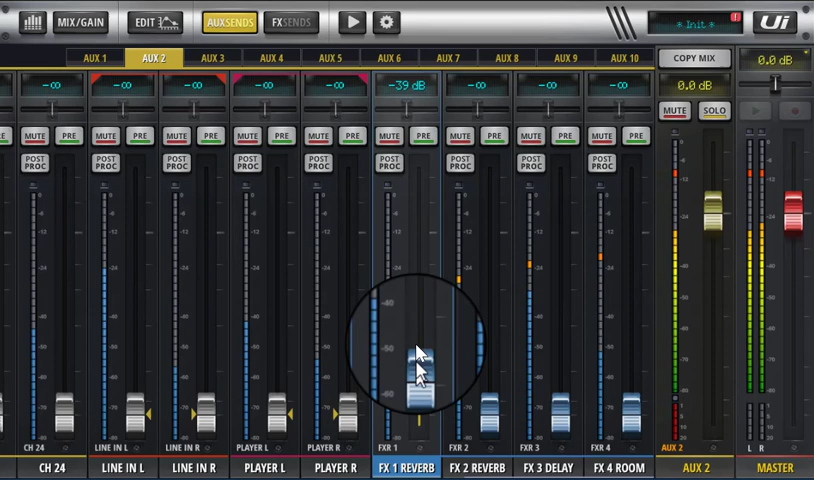 MIX/GAIN EDIT AUXSENDS FXSENDS * Init * ! Ui
AUX 1 AUX 2 AUX 3 AUX 4 AUX 5 AUX 6 AUX 7 AUX 8 AUX 9 AUX 10 COPY MIX 0.0 dB
-∞ -∞ -∞ -∞ -∞ -39 dB -∞ -∞ -∞ 0.0 dB
MUTE PRE MUTE PRE MUTE PRE MUTE PRE MUTE PRE MUTE PRE MUTE PRE MUTE PRE MUTE PRE MUTE SOLO
POST PROC POST PROC POST PROC POST PROC POST PROC POST PROC POST PROC POST PROC POST PROC
CH 24 LINE IN L LINE IN R PLAYER L PLAYER R FXR 1 FXR 2 FXR 3 FXR 4 AUX 2 L R
CH 24 LINE IN L LINE IN R PLAYER L PLAYER R FX 1 REVERB FX 2 REVERB FX 3 DELAY FX 4 ROOM AUX 2 MASTER